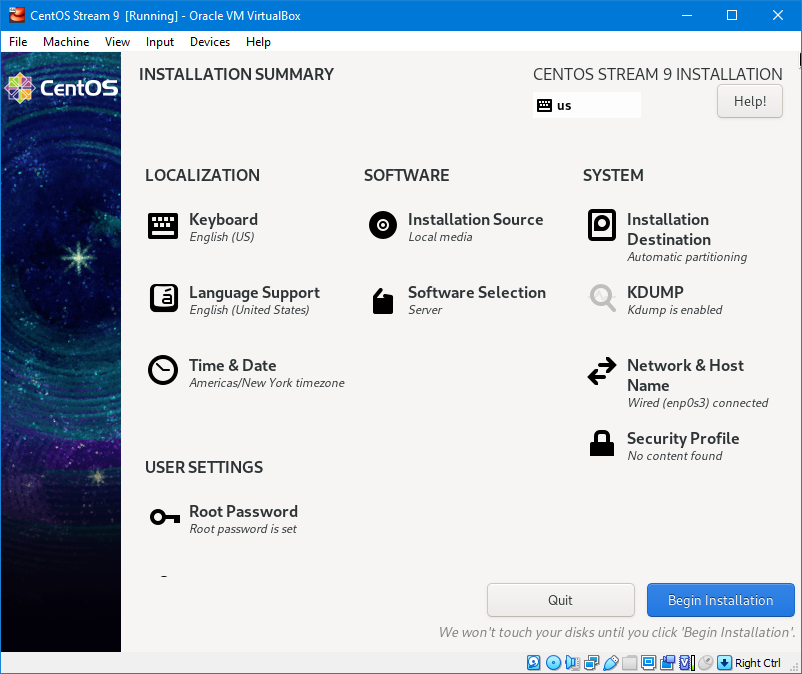 CentOS Stream 9 [Running] - Oracle VM VirtualBox
File Machine View Input Devices Help
CentOS
INSTALLATION SUMMARY
CENTOS STREAM 9 INSTALLATION
us
Help!
LOCALIZATION
Keyboard
English (US)
Language Support
English (United States)
Time & Date
Americas/New York timezone
SOFTWARE
Installation Source
Local media
Software Selection
Server
SYSTEM
Installation
Destination
Automatic partitioning
KDUMP
Kdump is enabled
Network & Host
Name
Wired (enp0s3) connected
Security Profile
No content found
USER SETTINGS
Root Password
Root password is set
Quit
Begin Installation
We won't touch your disks until you click 'Begin Installation'.
Right Ctrl